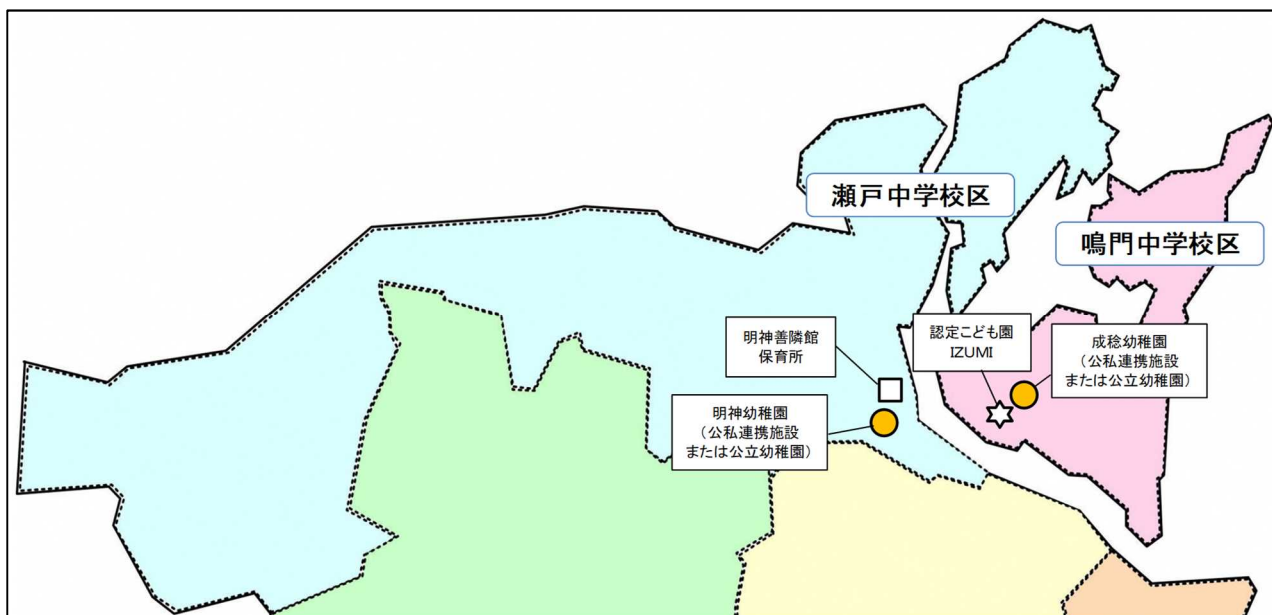 瀬戸中学校区
鳴門中学校区
明神善隣館
保育所
認定こども園
IZUMI
成稔幼稚園
（公私連携施設
または公立幼稚園）
明神幼稚園
（公私連携施設
または公立幼稚園）